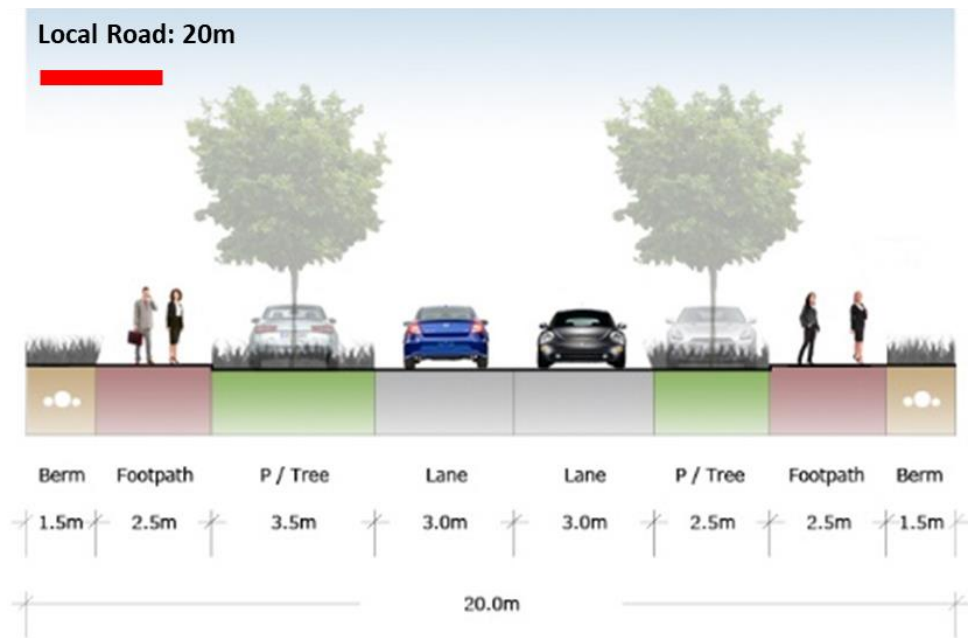 Local Road: 20m
Berm Footpath P / Tree Lane Lane P / Tree Footpath Berm
1.5m 2.5m 3.5m 3.0m 3.0m 2.5m 2.5m 1.5m
20.0m